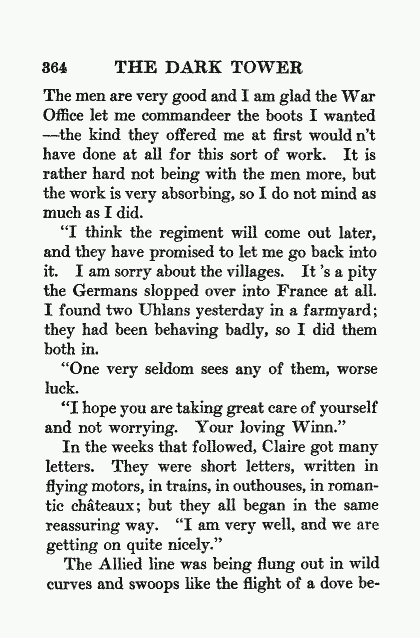 364 THE DARK TOWER
The men are very good and I am glad the War
Office let me commandeer the boots I wanted
—the kind they offered me at first would n't
have done at all for this sort of work. It is
rather hard not being with the men more, but
the work is very absorbing, so I do not mind as
much as I did.
"I think the regiment will come out later,
and they have promised to let me go back into
it. I am sorry about the villages. It 's a pity
the Germans slopped over into France at all.
I found two Uhlans yesterday in a farmyard;
they had been behaving badly, so I did them
both in.
"One very seldom sees any of them, worse
luck.
"I hope you are taking great care of yourself
and not worrying. Your loving Winn."
In the weeks that followed, Claire got many
letters. They were short letters, written in
flying motors, in trains, in outhouses, in roman-
tic châteaux; but they all began in the same
reassuring way. "I am very well, and we are
getting on quite nicely."
The Allied line was being flung out in wild
curves and swoops like the flight of a dove be-